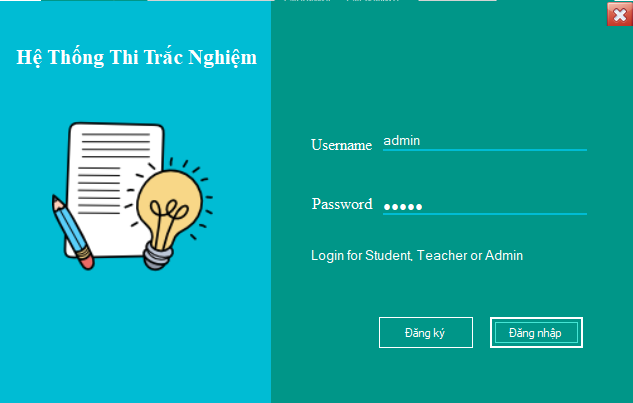 Hệ Thống Thi Trắc Nghiệm
Username admin
Password •••••
Login for Student, Teacher or Admin
Đăng ký
Đăng nhập